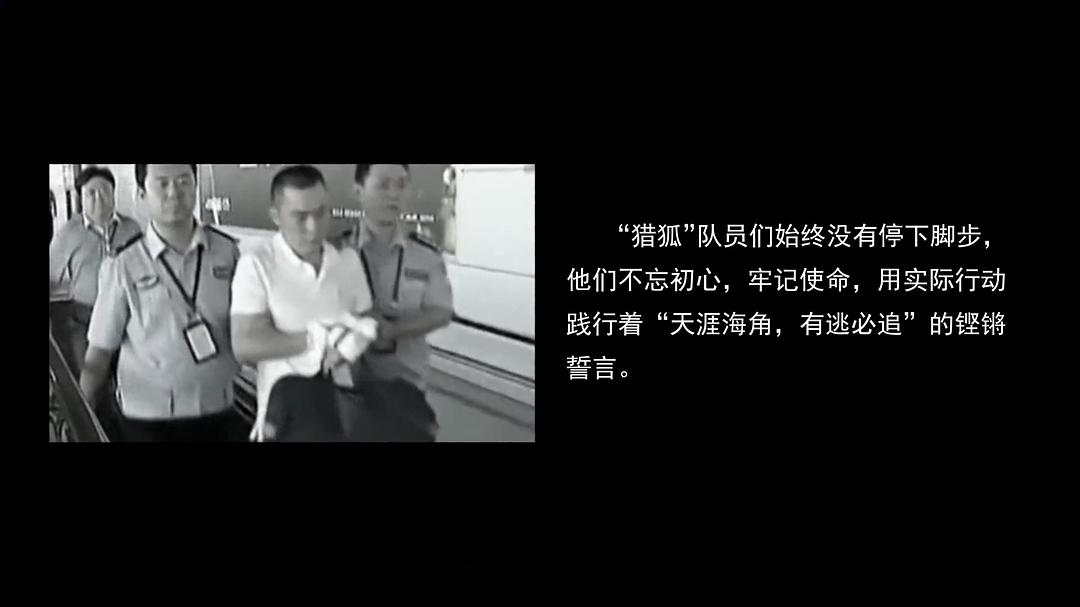 “猎狐”队员们始终没有停下脚步，
他们不忘初心，牢记使命，用实际行动
践行着“天涯海角，有逃必追”的铿锵
誓言。